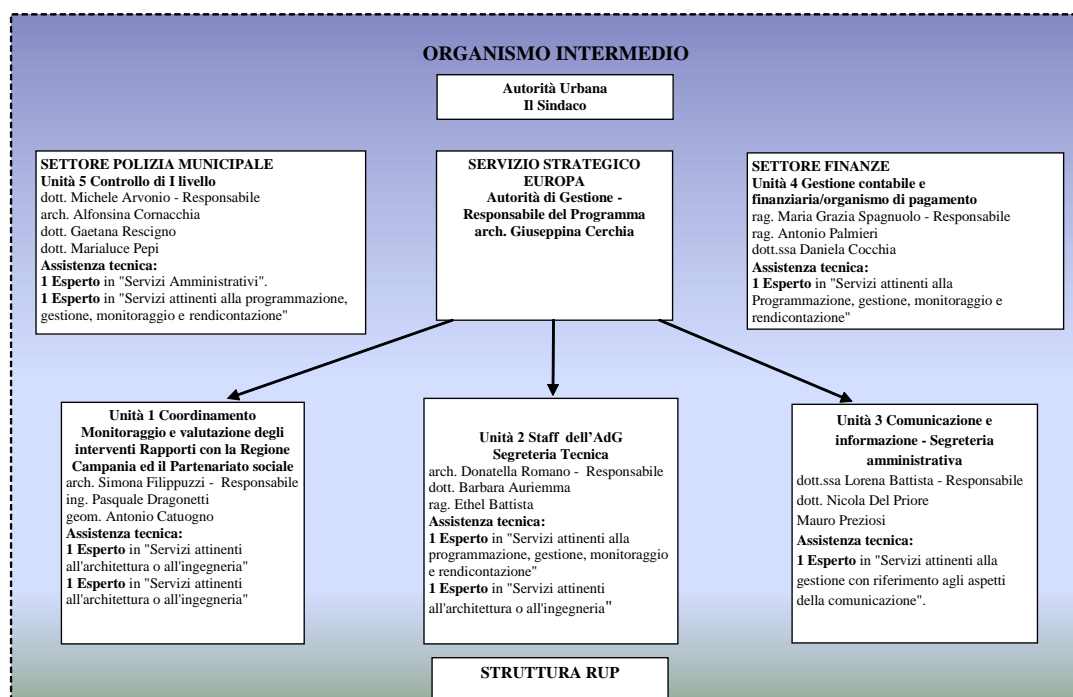 ORGANISMO INTERMEDIO
Autorità Urbana
Il Sindaco
SETTORE POLIZIA MUNICIPALE
Unità 5 Controllo di I livello
dott. Michele Arvonio - Responsabile
arch. Alfonsina Cornacchia
dott. Gaetana Rescigno
dott. Marialuce Pepi
Assistenza tecnica:
1 Esperto in "Servizi Amministrativi".
1 Esperto in "Servizi attinenti alla programmazione,
gestione, monitoraggio e rendicontazione"
SERVIZIO STRATEGICO
EUROPA
Autorità di Gestione -
Responsabile del Programma
arch. Giuseppina Cerchia
SETTORE FINANZE
Unità 4 Gestione contabile e
finanziaria/organismo di pagamento
rag. Maria Grazia Spagnuolo - Responsabile
rag. Antonio Palmieri
dott.ssa Daniela Cocchia
Assistenza tecnica:
1 Esperto in "Servizi attinenti alla
Programmazione, gestione, monitoraggio e
rendicontazione"
Unità 1 Coordinamento
Monitoraggio e valutazione degli
interventi Rapporti con la Regione
Campania ed il Partenariato sociale
arch. Simona Filippuzzi - Responsabile
ing. Pasquale Dragonetti
geom. Antonio Catuogno
Assistenza tecnica:
1 Esperto in "Servizi attinenti
all'architettura o all'ingegneria"
1 Esperto in "Servizi attinenti
all'architettura o all'ingegneria"
Unità 2 Staff dell’AdG
Segreteria Tecnica
arch. Donatella Romano - Responsabile
dott. Barbara Auriemma
rag. Ethel Battista
Assistenza tecnica:
1 Esperto in "Servizi attinenti alla
programmazione, gestione, monitoraggio
e rendicontazione"
1 Esperto in "Servizi attinenti
all'architettura o all'ingegneria"
Unità 3 Comunicazione e
informazione - Segreteria
amministrativa
dott.ssa Lorena Battista - Responsabile
dott. Nicola Del Priore
Mauro Preziosi
Assistenza tecnica:
1 Esperto in "Servizi attinenti alla
gestione con riferimento agli aspetti
della comunicazione".
STRUTTURA RUP